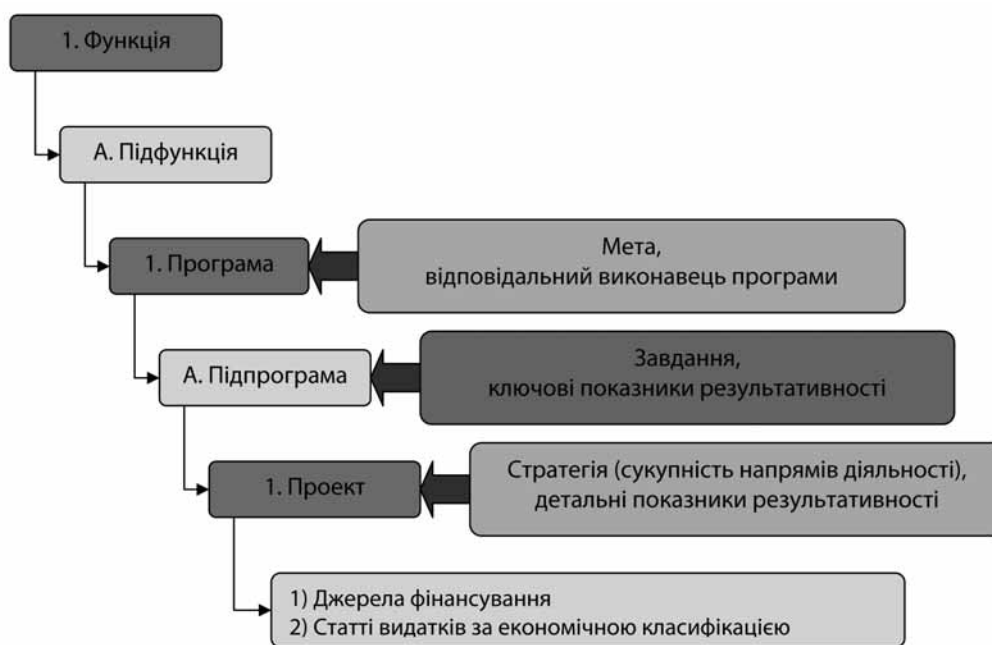 1. Функція
А. Підфункція
1. Програма
Мета,
відповідальний виконавець програми
А. Підпрограма
Завдання,
ключові показники результативності
1. Проект
Стратегія (сукупність напрямів діяльності),
детальні показники результативності
1) Джерела фінансування
2) Статті видатків за економічною класифікацією